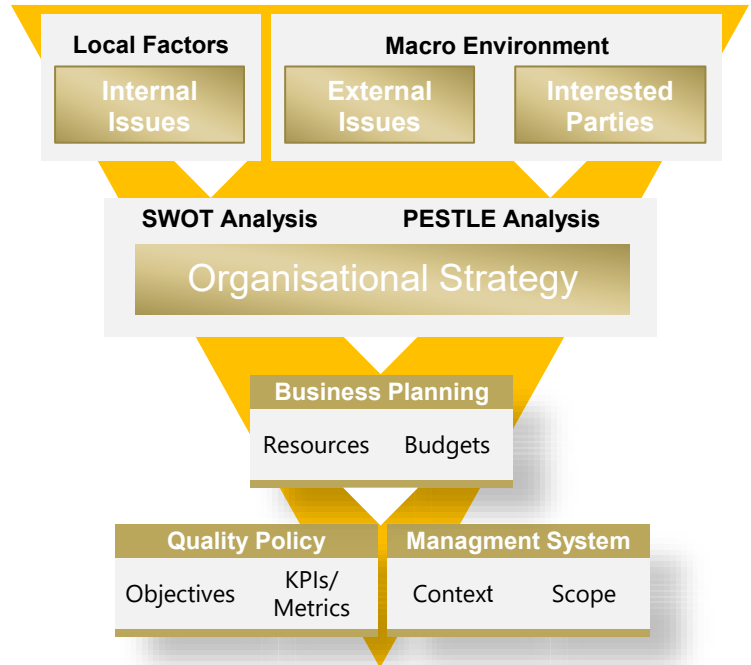 Local Factors
Macro Environment
Internal
Issues
External
Issues
Interested
Parties
SWOT Analysis
PESTLE Analysis
Organisational Strategy
Business Planning
Resources
Budgets
Quality Policy
Managment System
Objectives
KPIs/
Metrics
Context
Scope